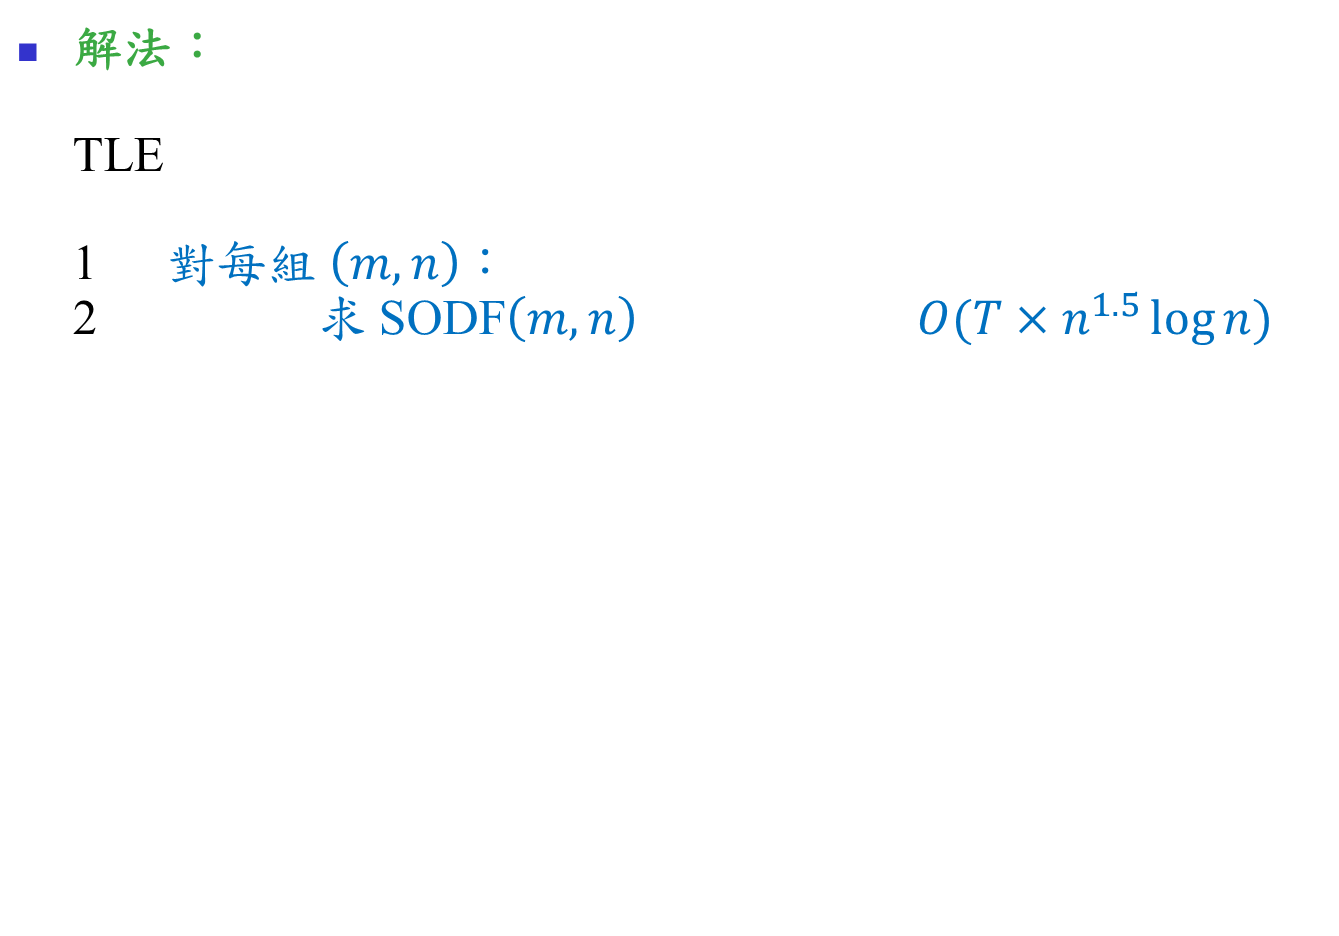 解法：
TLE
1 對每組 (m, n)：
2 求 SODF(m, n) O(T × n^1.5 log n)